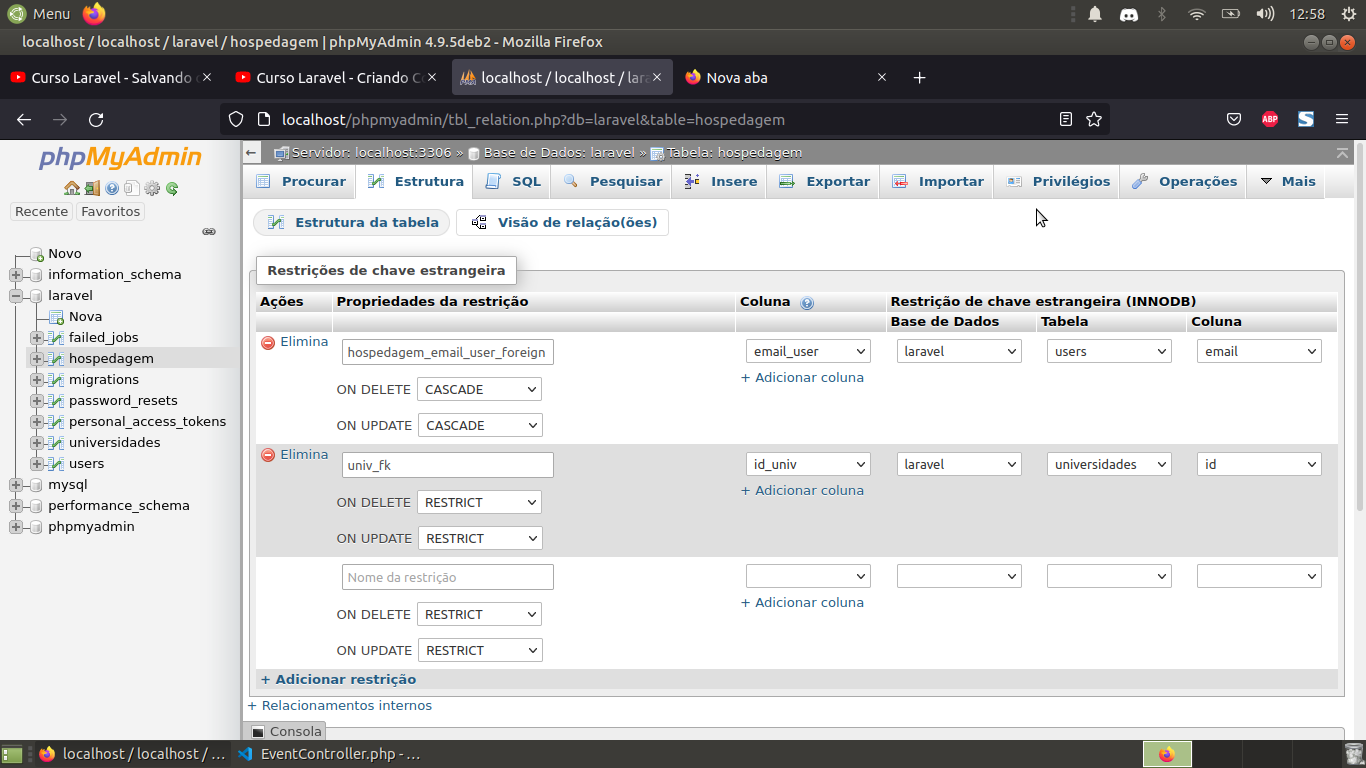 Menu
12:58
localhost / localhost / laravel / hospedagem | phpMyAdmin 4.9.5deb2 - Mozilla Firefox
Curso Laravel - Salvando
Curso Laravel - Criando C
localhost / localhost / lar
Nova aba
localhost/phpmyadmin/tbl_relation.php?db=laravel&table=hospedagem
ABP
S
phpMyAdmin
Recente Favoritos
Novo
information_schema
laravel
Nova
failed_jobs
hospedagem
migrations
password_resets
personal_access_tokens
universidades
users
mysql
performance_schema
phpmyadmin
Servidor: localhost:3306 » Base de Dados: laravel » Tabela: hospedagem
Procurar Estrutura SQL Pesquisar Insere Exportar Importar Privilégios Operações Mais
Estrutura da tabela Visão de relação(ões)
Restrições de chave estrangeira
Ações Propriedades da restrição Coluna Restrição de chave estrangeira (INNODB)
Base de Dados Tabela Coluna
Elimina hospedagem_email_user_foreign email_user laravel users email
+ Adicionar coluna
ON DELETE CASCADE
ON UPDATE CASCADE
Elimina univ_fk id_univ laravel universidades id
+ Adicionar coluna
ON DELETE RESTRICT
ON UPDATE RESTRICT
Nome da restrição
+ Adicionar coluna
ON DELETE RESTRICT
ON UPDATE RESTRICT
+ Adicionar restrição
+ Relacionamentos internos
Consola
localhost / localhost / ...
EventController.php - ...